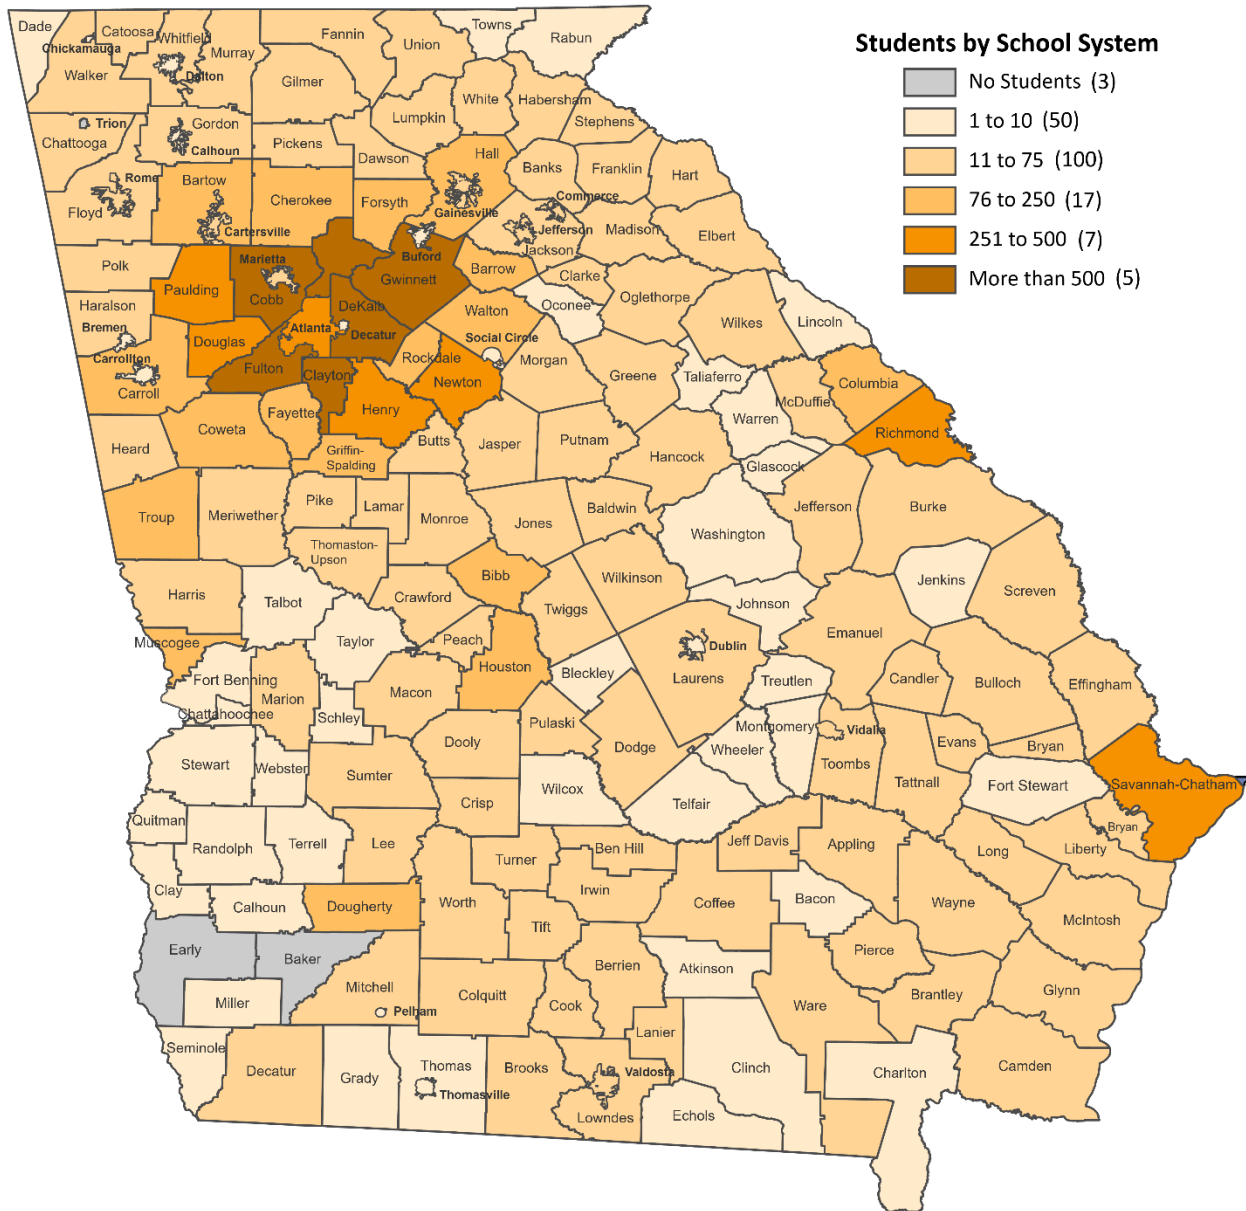 Students by School System
No Students (3)
1 to 10 (50)
11 to 75 (100)
76 to 250 (17)
251 to 500 (7)
More than 500 (5)
Dade
Catoosa
Chickamauga
Whitfield
Murray
Fannin
Union
Towns
Rabun
Walker
Dalton
Gilmer
White
Habersham
Stephens
Lumpkin
Trion
Gordon
Chattooga
Calhoun
Pickens
Dawson
Hall
Banks
Franklin
Hart
Rome
Bartow
Cherokee
Forsyth
Commerce
Floyd
Gainesville
Cartersville
Jefferson
Jackson
Madison
Elbert
Marietta
Buford
Polk
Paulding
Cobb
Gwinnett
Barrow
Clarke
Haralson
DeKalb
Oconee
Oglethorpe
Wilkes
Lincoln
Bremen
Douglas
Atlanta
Decatur
Walton
Social Circle
Carrollton
Fulton
Clayton
Rockdale
Newton
Morgan
Greene
Taliaferro
McDuffie
Columbia
Carroll
Fayette
Henry
Warren
Richmond
Coweta
Butts
Jasper
Putnam
Hancock
Heard
Griffin-
Spalding
Glascock
Troup
Meriwether
Pike
Lamar
Monroe
Jones
Baldwin
Washington
Jefferson
Burke
Thomaston-
Upson
Bibb
Wilkinson
Jenkins
Screven
Harris
Talbot
Crawford
Twiggs
Johnson
Muscogee
Taylor
Peach
Emanuel
Houston
Dublin
Fort Benning
Marion
Macon
Bleckley
Laurens
Treutlen
Candler
Bulloch
Effingham
Chattahoochee
Schley
Pulaski
Montgomery
Vidalia
Evans
Bryan
Dooly
Dodge
Wheeler
Toombs
Tattnall
Stewart
Webster
Sumter
Wilcox
Telfair
Fort Stewart
Savannah-Chatham
Crisp
Quitman
Randolph
Terrell
Lee
Turner
Ben Hill
Jeff Davis
Appling
Long
Liberty
Bryan
Clay
Calhoun
Dougherty
Worth
Irwin
Coffee
Bacon
Wayne
McIntosh
Tift
Early
Baker
Berrien
Atkinson
Pierce
Miller
Mitchell
Colquitt
Cook
Ware
Brantley
Glynn
Pelham
Lanier
Seminole
Decatur
Grady
Thomas
Brooks
Valdosta
Clinch
Charlton
Camden
Thomasville
Lowndes
Echols